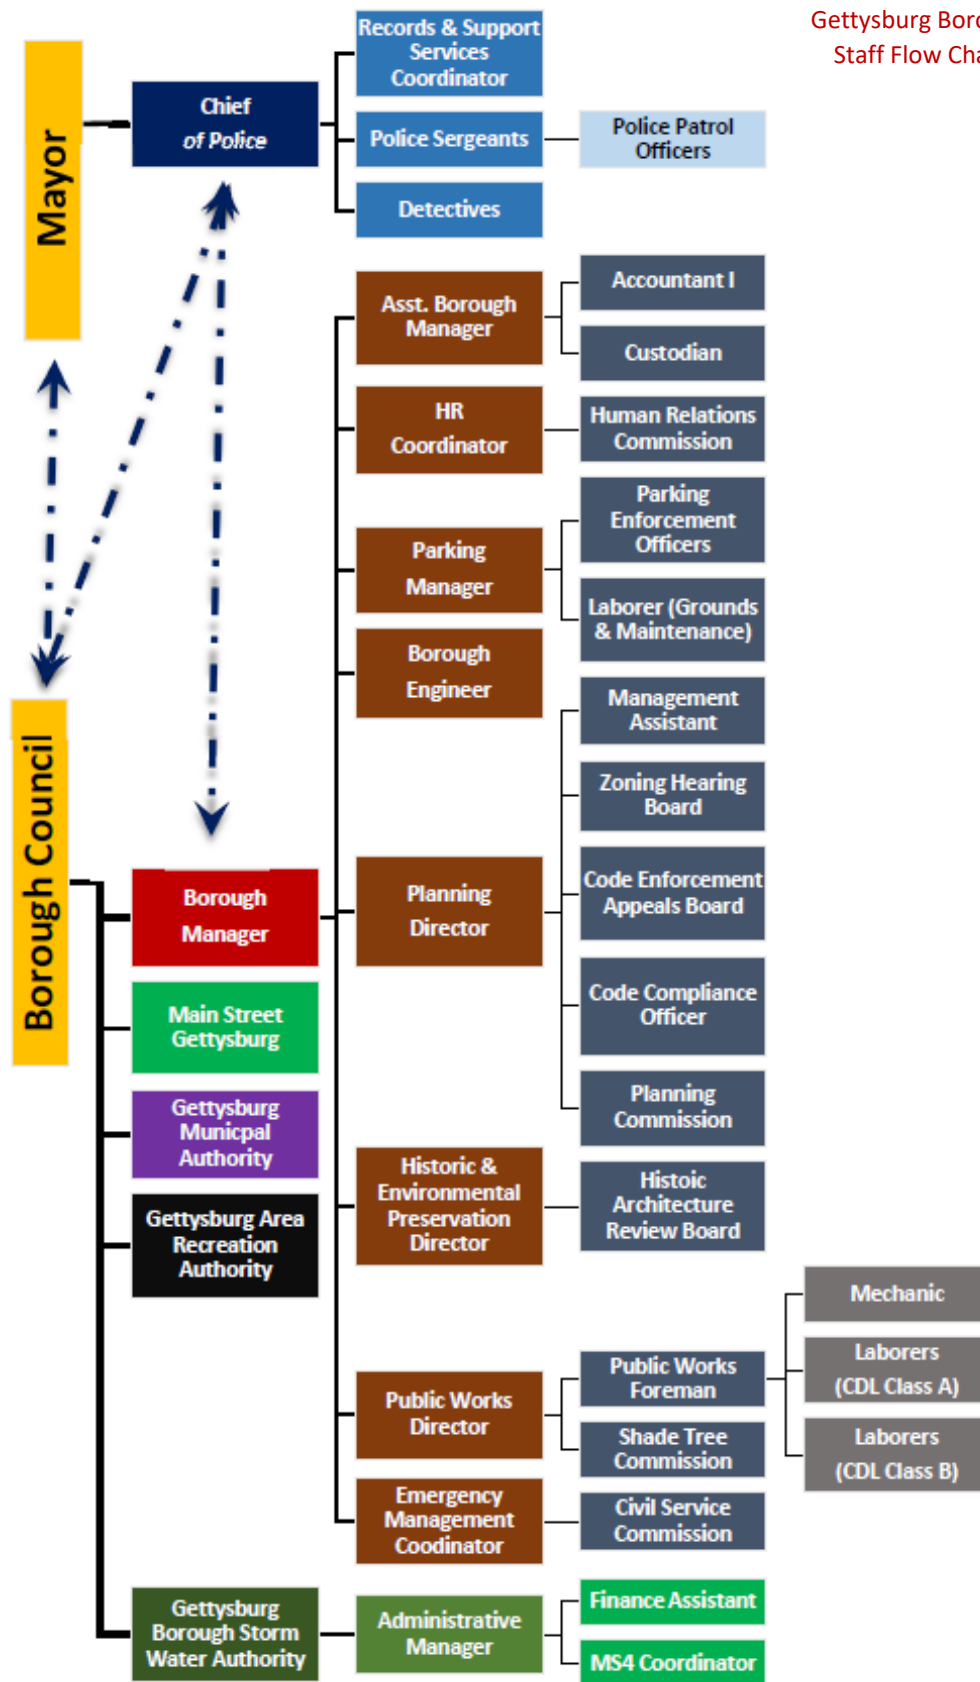 Gettysburg Boro
Staff Flow Cha
Mayor
Chief
of Police
Records & Support
Services
Coordinator
Police Sergeants
Police Patrol
Officers
Detectives
Borough Council
Borough
Manager
Asst. Borough
Manager
Accountant I
Custodian
HR
Coordinator
Human Relations
Commission
Parking
Manager
Parking
Enforcement
Officers
Laborer (Grounds
& Maintenance)
Borough
Engineer
Planning
Director
Management
Assistant
Zoning Hearing
Board
Code Enforcement
Appeals Board
Code Compliance
Officer
Planning
Commission
Historic &
Environmental
Preservation
Director
Histoic
Architecture
Review Board
Public Works
Director
Public Works
Foreman
Mechanic
Laborers
(CDL Class A)
Laborers
(CDL Class B)
Shade Tree
Commission
Emergency
Management
Coodinator
Civil Service
Commission
Main Street
Gettysburg
Gettysburg
Municpal
Authority
Gettysburg Area
Recreation
Authority
Gettysburg
Borough Storm
Water Authority
Administrative
Manager
Finance Assistant
MS4 Coordinator